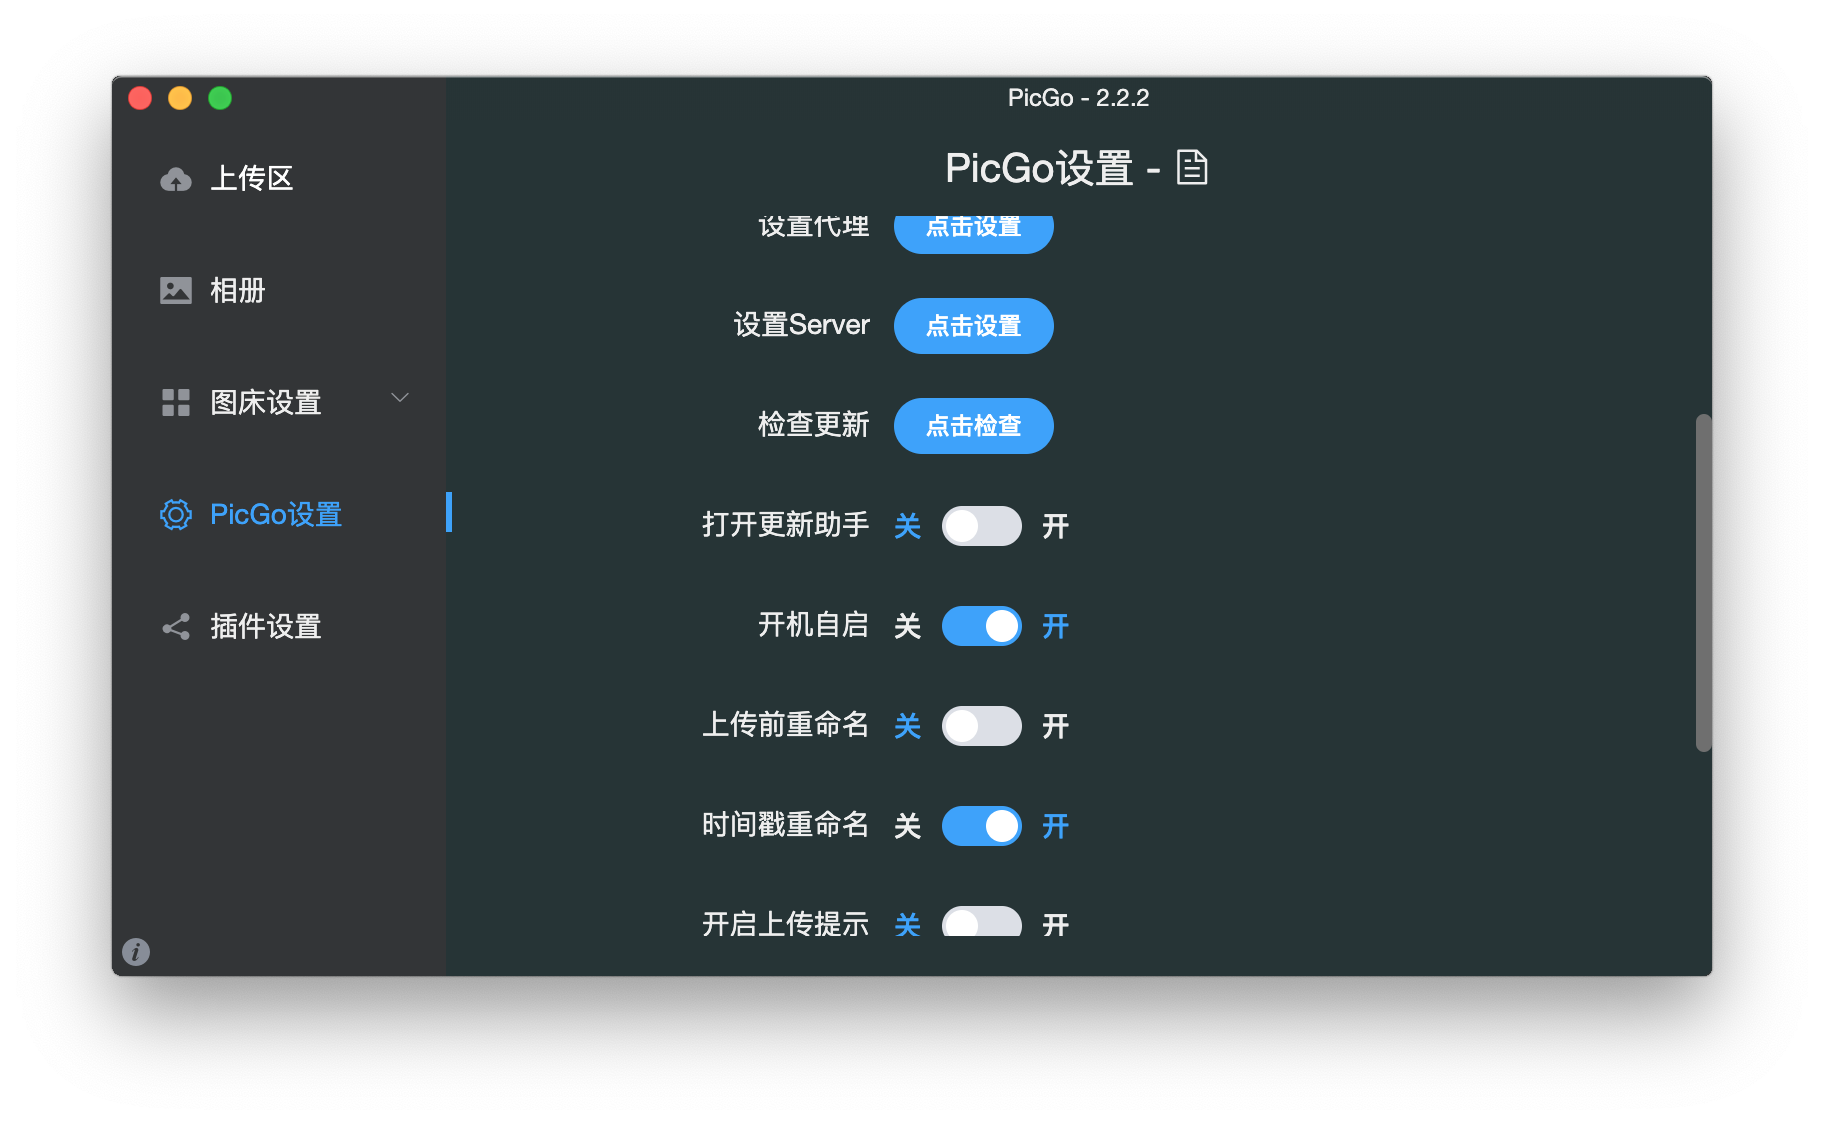 PicGo - 2.2.2
上传区
相册
图床设置
PicGo设置
插件设置
PicGo设置 -
设置代理 点击设置
设置Server 点击设置
检查更新 点击检查
打开更新助手 关 开
开机自启 关 开
上传前重命名 关 开
时间戳重命名 关 开
开启上传提示 关 开